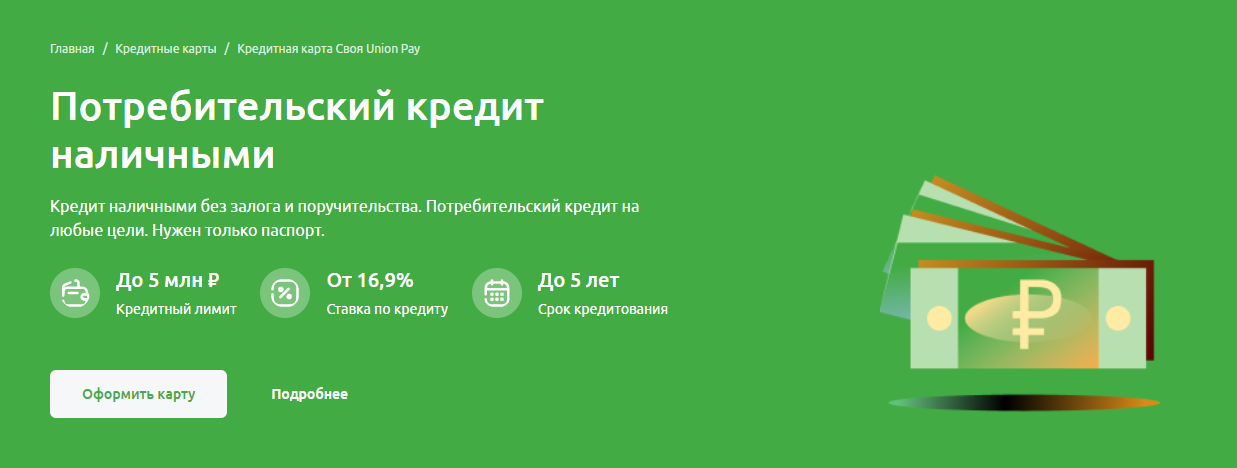 Главная / Кредитные карты / Кредитная карта Своя Union Pay
Потребительский кредит
наличными
Кредит наличными без залога и поручительства. Потребительский кредит на
любые цели. Нужен только паспорт.
До 5 млн ₽
Кредитный лимит
От 16,9%
Ставка по кредиту
До 5 лет
Срок кредитования
₽
Оформить карту
Подробнее